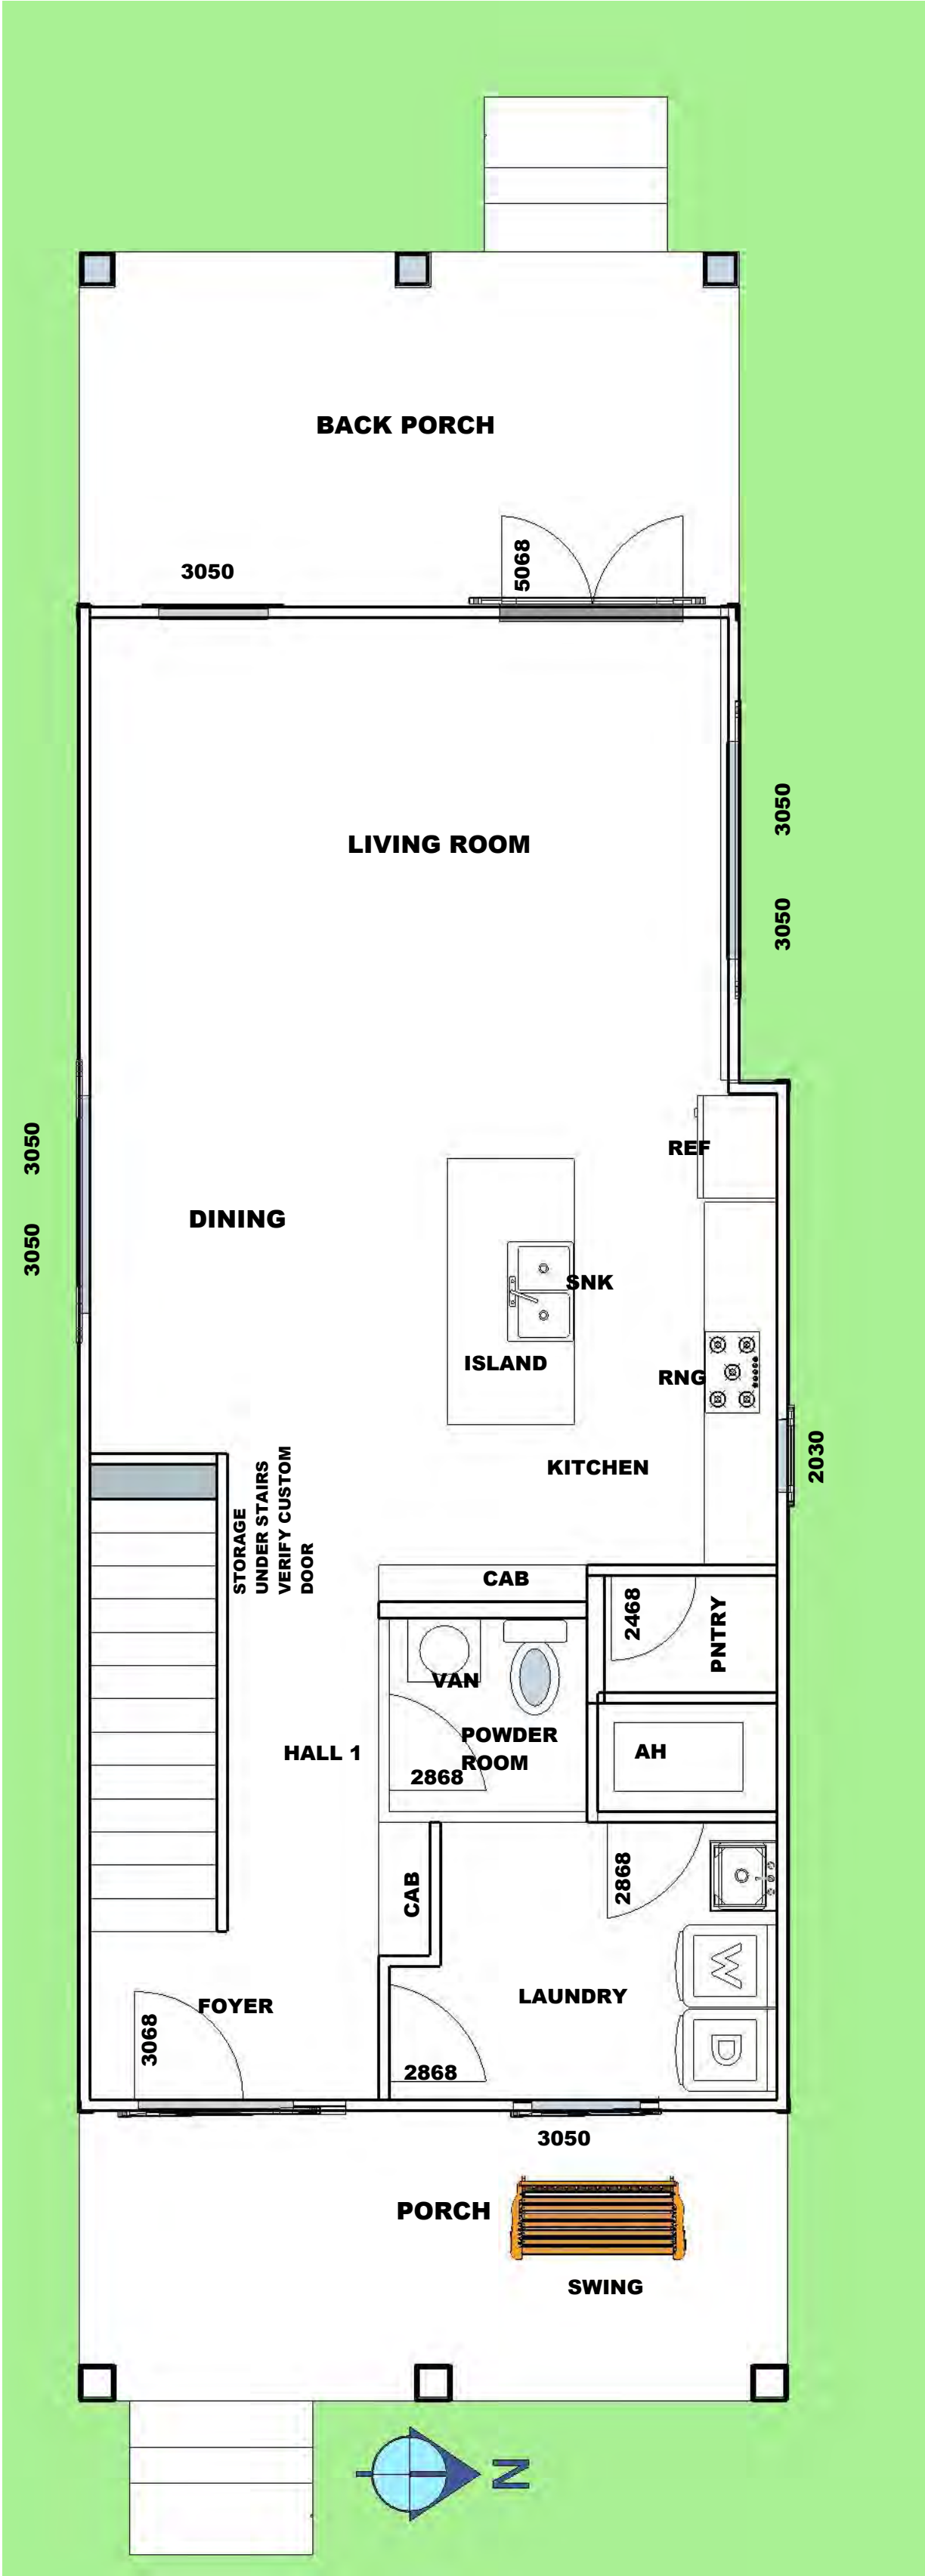 BACK PORCH
3050
5068
LIVING ROOM
3050
3050
3050
3050
REF
DINING
SNK
ISLAND
RNG
2030
KITCHEN
STORAGE
UNDER STAIRS
VERIFY CUSTOM
DOOR
CAB
2468
PNTRY
VAN
POWDER
ROOM
HALL 1
AH
2868
2868
CAB
W
LAUNDRY
FOYER
3068
D
2868
3050
PORCH
SWING
N